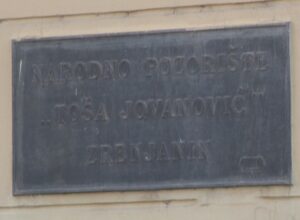 NARODNO POZORIŠTE
„TOŠA JOVANOVIĆ"
ZRENJANIN